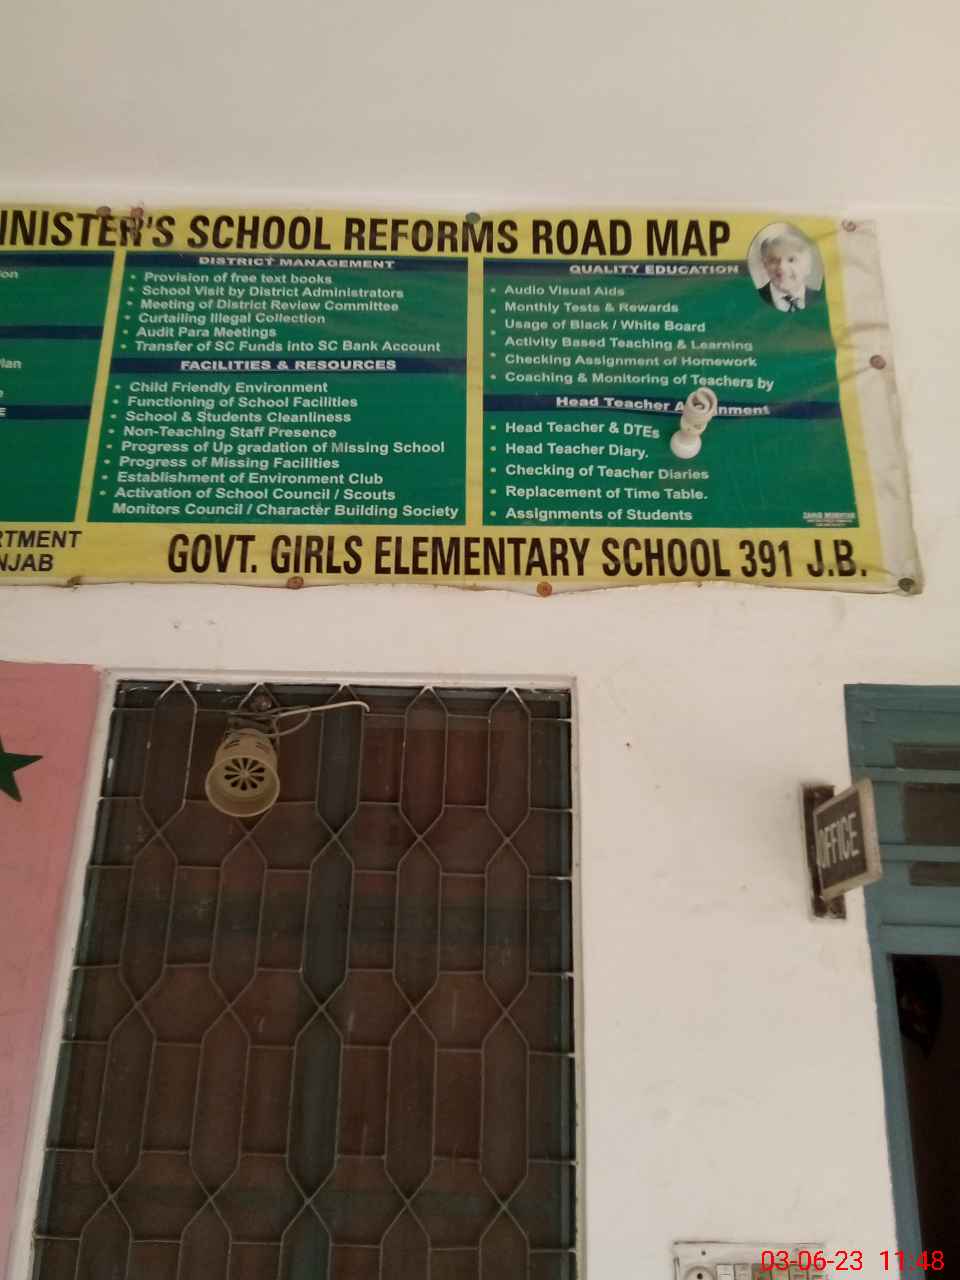 INISTER'S SCHOOL REFORMS ROAD MAP
ion
lan
e
E
DISTRICT MANAGEMENT
Provision of free text books
School Visit by District Administrators
Meeting of District Review Committee
Curtailing Illegal Collection
Audit Para Meetings
Transfer of SC Funds into SC Bank Account
FACILITIES & RESOURCES
Child Friendly Environment
Functioning of School Facilities
School & Students Cleanliness
Non-Teaching Staff Presence
Progress of Up gradation of Missing School
Progress of Missing Facilities
Establishment of Environment Club
Activation of School Council / Scouts
Monitors Council / Character Building Society
QUALITY EDUCATION
Audio Visual Aids
Monthly Tests & Rewards
Usage of Black / White Board
Activity Based Teaching & Learning
Checking Assignment of Homework
Coaching & Monitoring of Teachers by
Head Teacher A nment
Head Teacher & DTEs
Head Teacher Diary.
Checking of Teacher Diaries
Replacement of Time Table.
Assignments of Students
RTMENT
NJAB
GOVT. GIRLS ELEMENTARY SCHOOL 391 J.B.
OFFICE
03-06-23 11:48